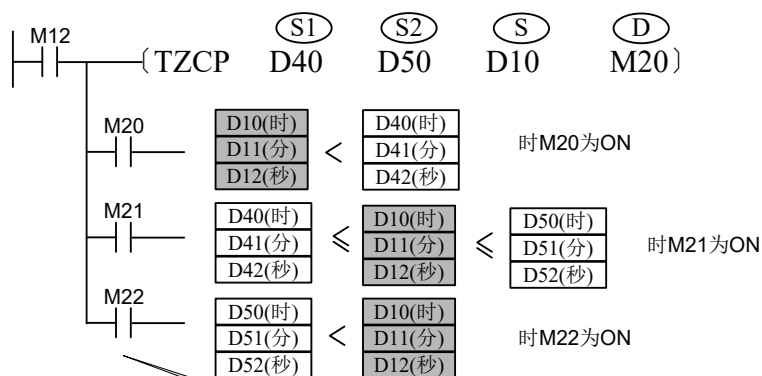 M12 S1 S2 S D
TZCP D40 D50 D10 M20
M20
D10(时) D40(时)
D11(分) < D41(分) 时M20为ON
D12(秒) D42(秒)
M21
D40(时) D10(时) D50(时)
D41(分) ≦ D11(分) ≦ D51(分) 时M21为ON
D42(秒) D12(秒) D52(秒)
M22
D50(时) D10(时)
D51(分) < D11(分) 时M22为ON
D52(秒) D12(秒)